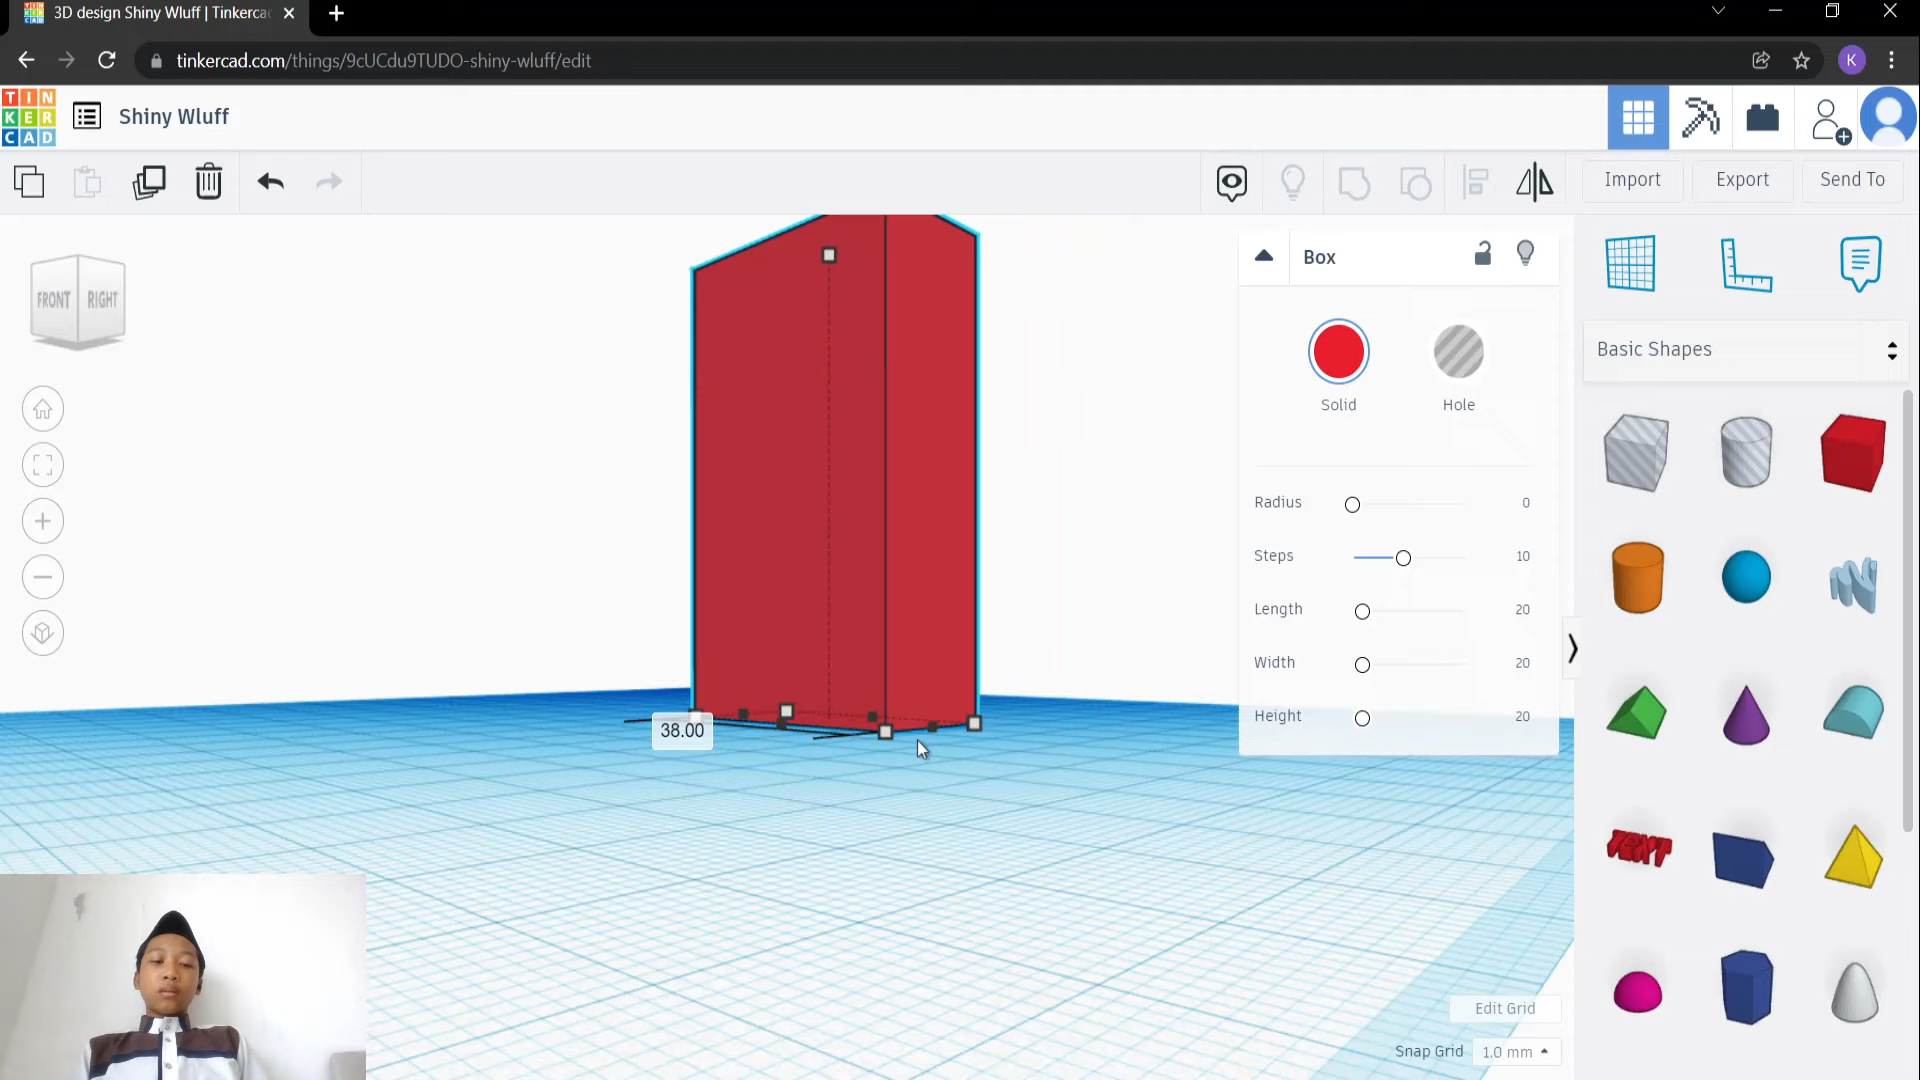 3D design Shiny Wluff | Tinkerca
tinkercad.com/things/9cUCdu9TUDO-shiny-wluff/edit
K
TIN
KER
CAD
Shiny Wluff
Import
Export
Send To
FRONT
RIGHT
Box
Solid
Hole
Radius 0
Steps 10
Length 20
Width 20
Height 20
38.00
Basic Shapes
TEXT
Edit Grid
Snap Grid 1.0 mm